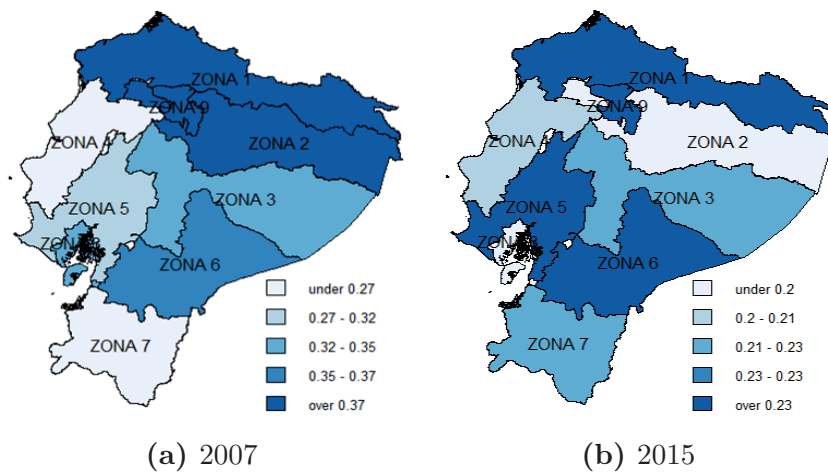 ZONA 1
ZONA 9
ZONA 2
ZONA 4
ZONA 3
ZONA 5
ZONA 6
ZONA 7
under 0.27
0.27 - 0.32
0.32 - 0.35
0.35 - 0.37
over 0.37
(a) 2007
ZONA 1
ZONA 9
ZONA 2
ZONA 3
ZONA 5
ZONA 6
ZONA 7
under 0.2
0.2 - 0.21
0.21 - 0.23
0.23 - 0.23
over 0.23
(b) 2015